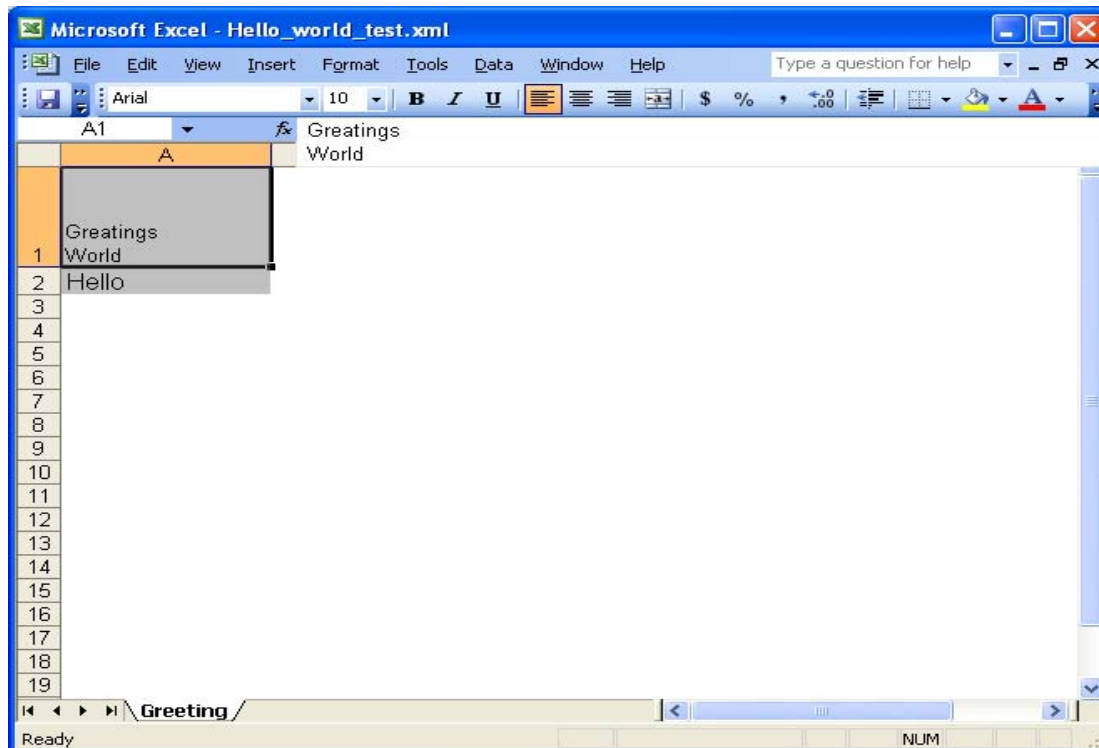 Microsoft Excel - Hello_world_test.xml
File Edit View Insert Format Tools Data Window Help Type a question for help
Arial 10 B I U $ % , .00 A
A1 fx Greatings
World
A
Greatings
1 World
2 Hello
3
4
5
6
7
8
9
10
11
12
13
14
15
16
17
18
19
Greeting
Ready NUM